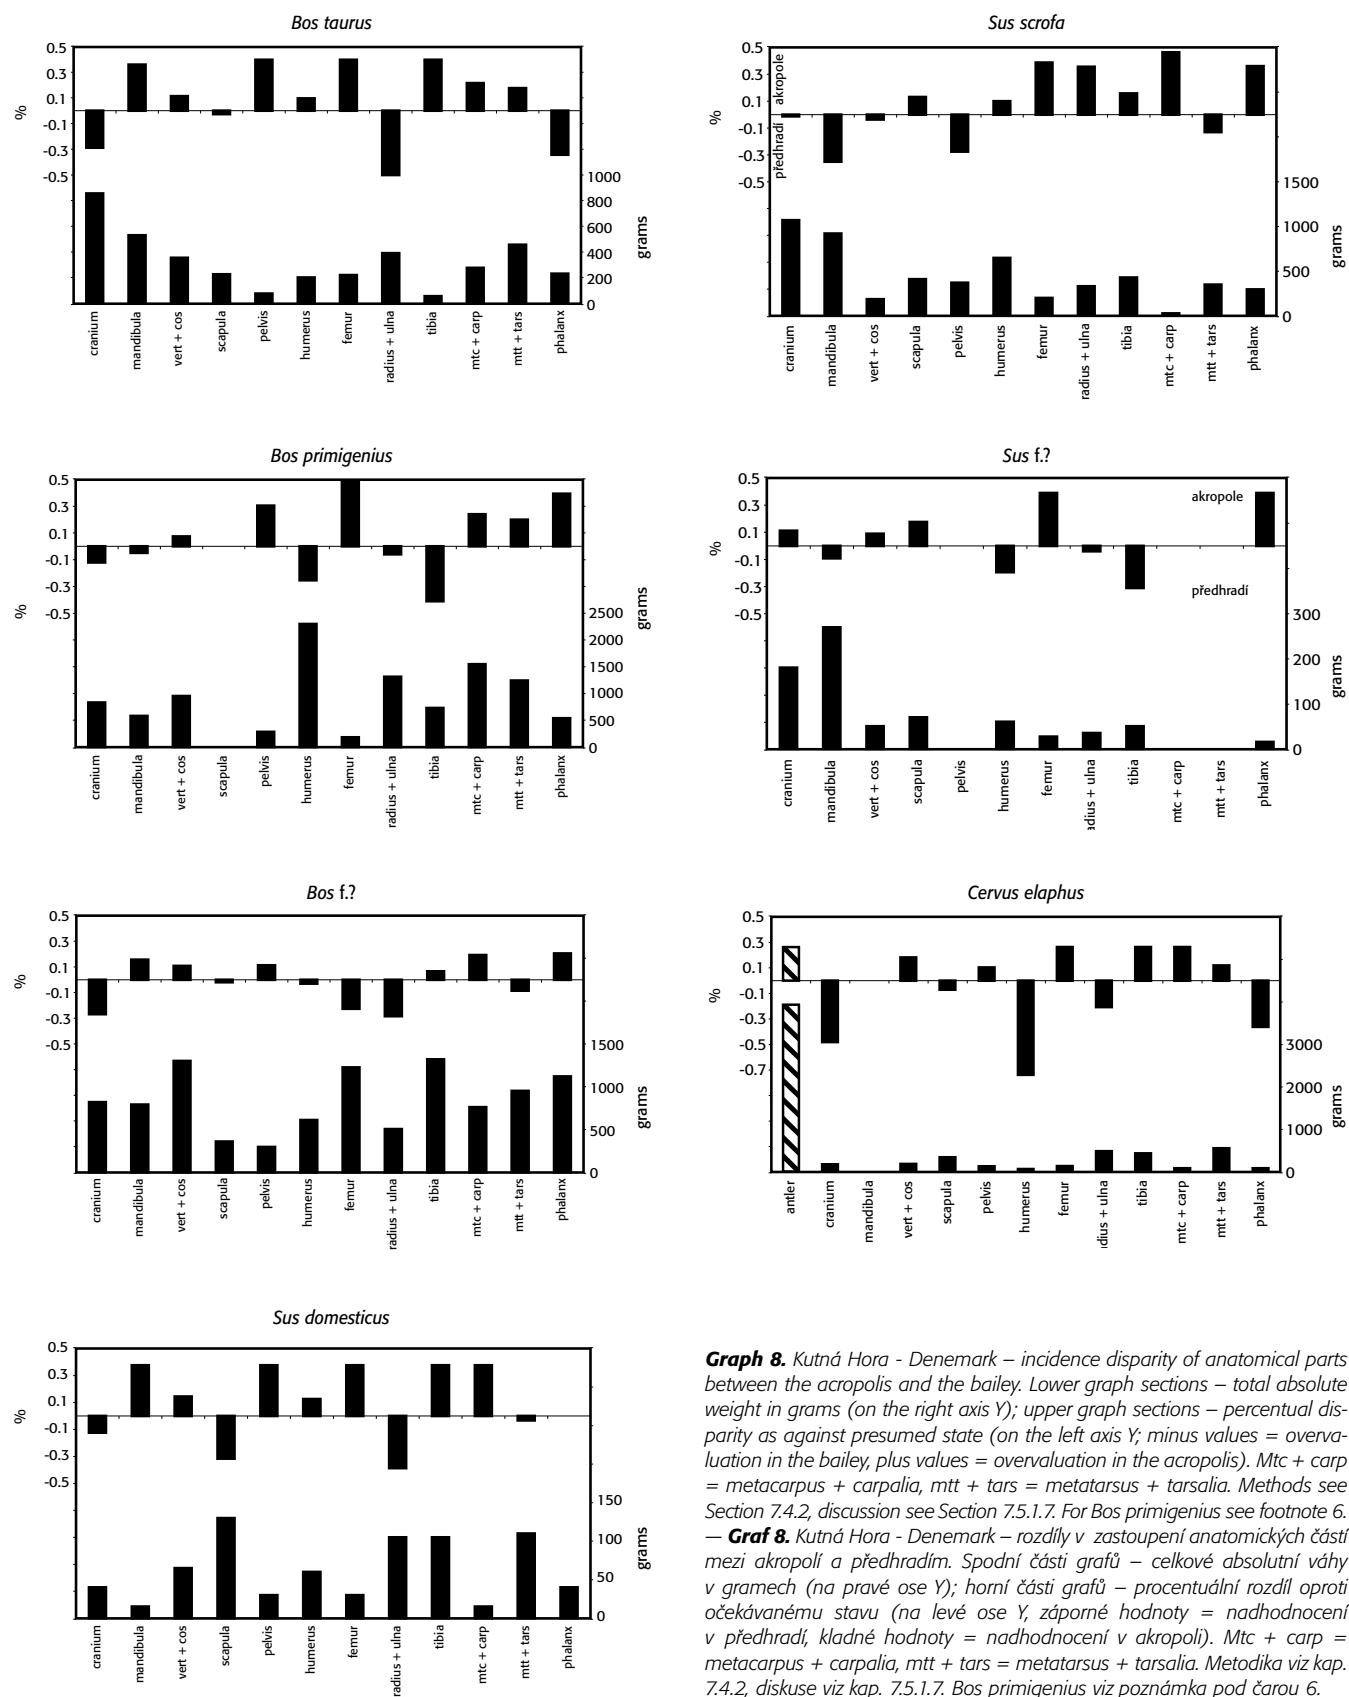 Bos taurus
0.5
0.3
0.1
-0.1
-0.3
-0.5
%
1000
800
600
400
200
0
grams
cranium
mandibula
vert + cos
scapula
pelvis
humerus
femur
radius + ulna
tibia
mtc + carp
mtt + tars
phalanx
Sus scrofa
0.5
0.3
0.1
-0.1
-0.3
-0.5
%
akropole
předhradí
1500
1000
500
0
grams
cranium
mandibula
vert + cos
scapula
pelvis
humerus
femur
radius + ulna
tibia
mtc + carp
mtt + tars
phalanx
Bos primigenius
0.5
0.3
0.1
-0.1
-0.3
-0.5
%
2500
2000
1500
1000
500
0
grams
cranium
mandibula
vert + cos
scapula
pelvis
humerus
femur
radius + ulna
tibia
mtc + carp
mtt + tars
phalanx
Sus f.?
0.5
0.3
0.1
-0.1
-0.3
-0.5
%
akropole
předhradí
300
200
100
0
grams
cranium
mandibula
vert + cos
scapula
pelvis
humerus
femur
adius + ulna
tibia
mtc + carp
mtt + tars
phalanx
Bos f.?
0.5
0.3
0.1
-0.1
-0.3
-0.5
%
1500
1000
500
0
grams
cranium
mandibula
vert + cos
scapula
pelvis
humerus
femur
radius + ulna
tibia
mtc + carp
mtt + tars
phalanx
Cervus elaphus
0.5
0.3
0.1
-0.1
-0.3
-0.5
-0.7
%
3000
2000
1000
0
grams
antler
cranium
mandibula
vert + cos
scapula
pelvis
humerus
femur
dius + ulna
tibia
mtc + carp
mtt + tars
phalanx
Sus domesticus
0.5
0.3
0.1
-0.1
-0.3
-0.5
%
150
100
50
0
grams
cranium
mandibula
vert + cos
scapula
pelvis
humerus
femur
radius + ulna
tibia
mtc + carp
mtt + tars
phalanx
Graph 8. Kutná Hora - Denemark – incidence disparity of anatomical parts
between the acropolis and the bailey. Lower graph sections – total absolute
weight in grams (on the right axis Y); upper graph sections – percentual dis-
parity as against presumed state (on the left axis Y; minus values = overva-
luation in the bailey, plus values = overvaluation in the acropolis). Mtc + carp
= metacarpus + carpalia, mtt + tars = metatarsus + tarsalia. Methods see
Section 7.4.2, discussion see Section 7.5.1.7. For Bos primigenius see footnote 6.
— Graf 8. Kutná Hora - Denemark – rozdíly v zastoupení anatomických částí
mezi akropolí a předhradím. Spodní části grafů – celkové absolutní váhy
v gramech (na pravé ose Y); horní části grafů – procentuální rozdíl oproti
očekávanému stavu (na levé ose Y, záporné hodnoty = nadhodnocení
v předhradí, kladné hodnoty = nadhodnocení v akropoli). Mtc + carp =
metacarpus + carpalia, mtt + tars = metatarsus + tarsalia. Metodika viz kap.
7.4.2, diskuse viz kap. 7.5.1.7. Bos primigenius viz poznámka pod čarou 6.